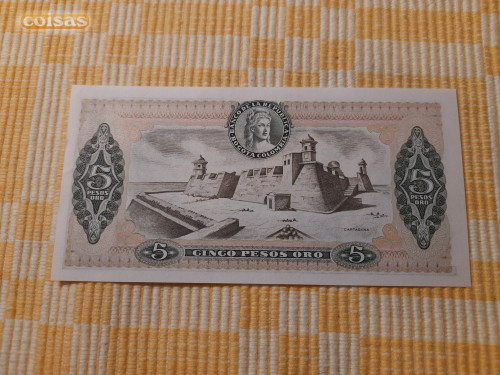 coisas
BANCO DE LA REPUBLICA
BOGOTA COLOMBIA
5
PESOS
ORO
5
PESOS
ORO
CARTAGENA
5 CINCO PESOS ORO 5